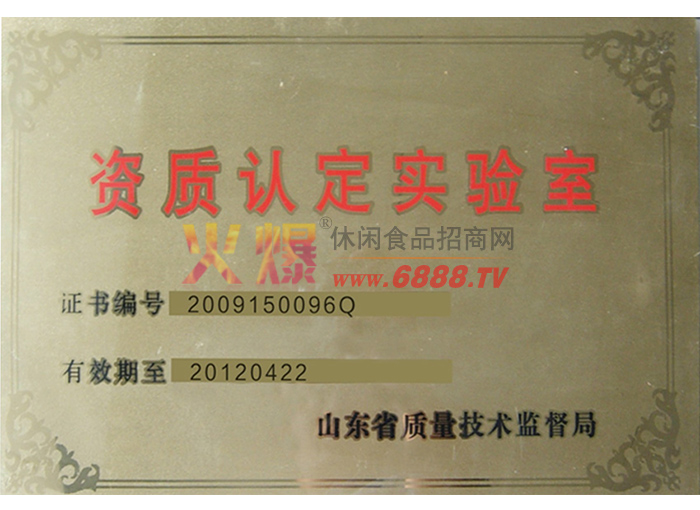 资质认定实验室
火爆® 休闲食品招商网
www.6888.TV
证书编号 2009150096Q
有效期至 20120422
山东省质量技术监督局